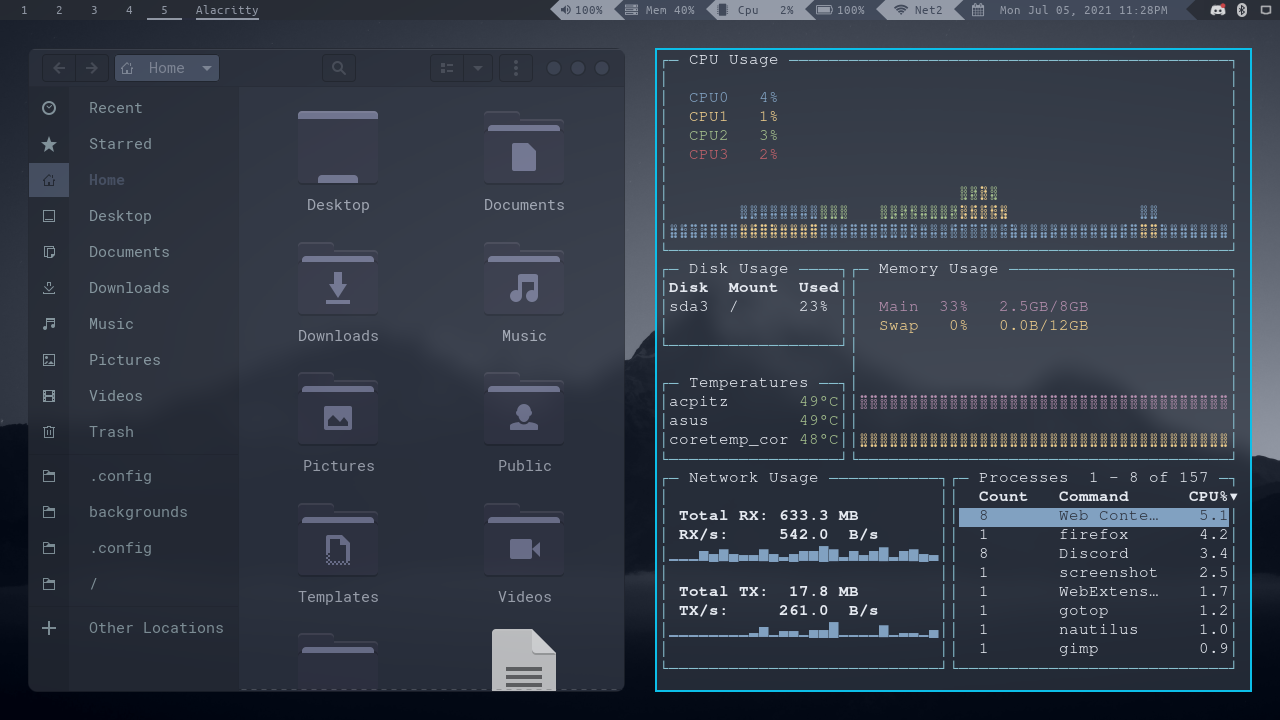 1 2 3 4 5 Alacritty 100% Mem 40% Cpu 2% 100% Net2 Mon Jul 05, 2021 11:28PM
Home
Recent
Starred
Home
Desktop
Documents
Downloads
Music
Pictures
Videos
Trash
.config
backgrounds
.config
/
Other Locations
Desktop Documents
Downloads Music
Pictures Public
Templates Videos
CPU Usage
CPU0 4%
CPU1 1%
CPU2 3%
CPU3 2%
Disk Usage
Disk Mount Used
sda3 / 23%
Memory Usage
Main 33% 2.5GB/8GB
Swap 0% 0.0B/12GB
Temperatures
acpitz 49°C
asus 49°C
coretemp_cor 48°C
Network Usage
Total RX: 633.3 MB
RX/s: 542.0 B/s
Total TX: 17.8 MB
TX/s: 261.0 B/s
Processes 1 - 8 of 157
Count Command CPU%▼
8 Web Conte… 5.1
1 firefox 4.2
8 Discord 3.4
1 screenshot 2.5
1 WebExtens… 1.7
1 gotop 1.2
1 nautilus 1.0
1 gimp 0.9